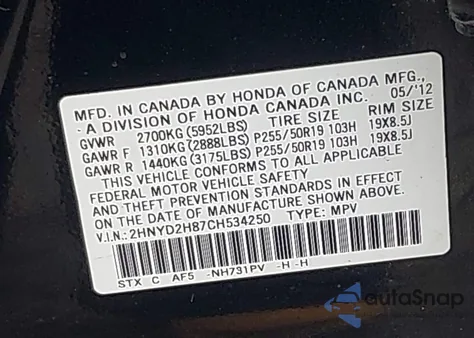 MFD. IN CANADA BY HONDA OF CANADA MFG.,
A DIVISION OF HONDA CANADA INC. 05/'12
GVWR 2700KG (5952LBS) TIRE SIZE RIM SIZE
GAWR F 1310KG (2888LBS) P255/50R19 103H 19X8.5J
GAWR R 1440KG (3175LBS) P255/50R19 103H 19X8.5J
THIS VEHICLE CONFORMS TO ALL APPLICABLE
FEDERAL MOTOR VEHICLE SAFETY
AND THEFT PREVENTION STANDARDS IN EFFECT
ON THE DATE OF MANUFACTURE SHOWN ABOVE.
V.I.N.: 2HNYD2H87CH534250 TYPE: MPV
STX C AF5 -NH731PV -H -H
autoSnap